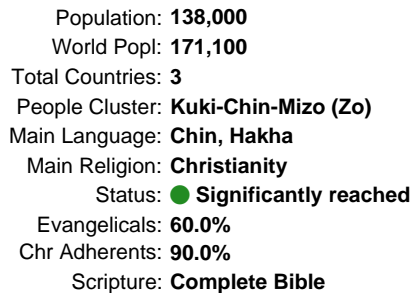 Population: 138,000
World Popl: 171,100
Total Countries: 3
People Cluster: Kuki-Chin-Mizo (Zo)
Main Language: Chin, Hakha
Main Religion: Christianity
Status: Significantly reached
Evangelicals: 60.0%
Chr Adherents: 90.0%
Scripture: Complete Bible